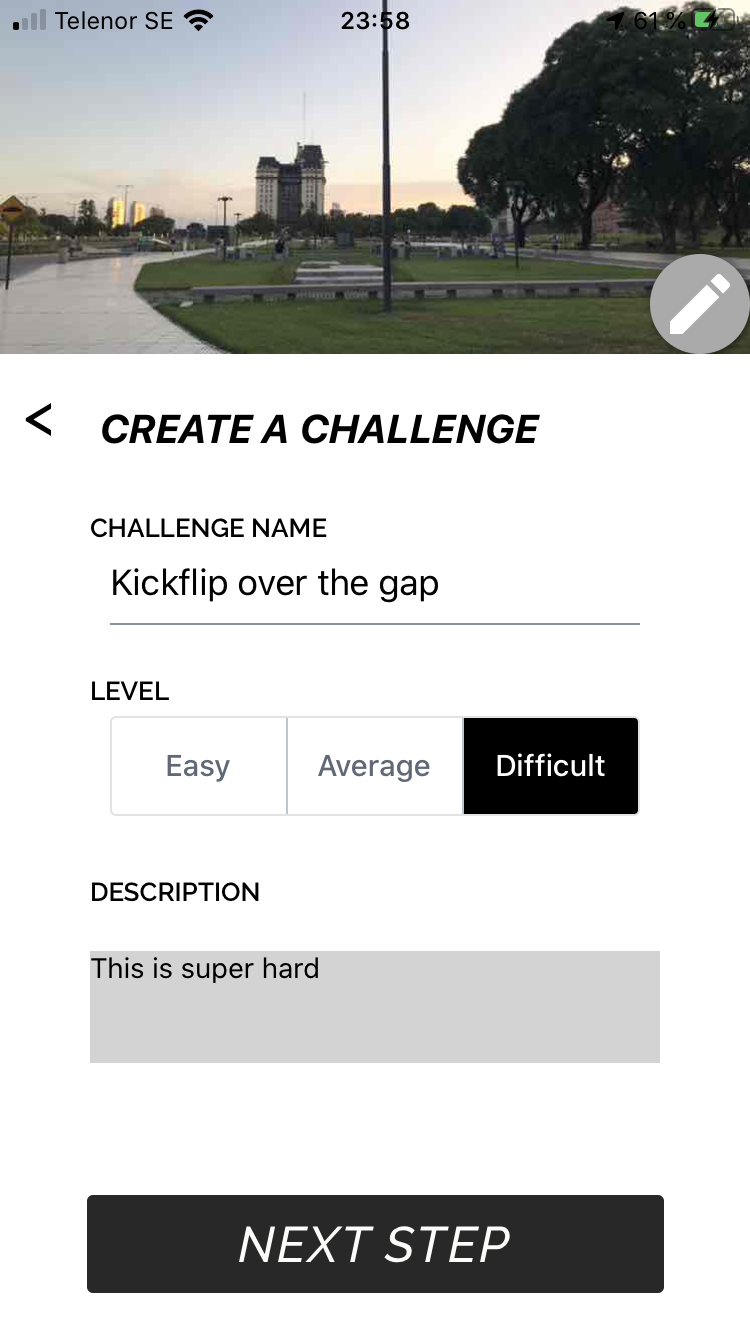 Telenor SE 23:58 61 %
< CREATE A CHALLENGE
CHALLENGE NAME
Kickflip over the gap
LEVEL
Easy Average Difficult
DESCRIPTION
This is super hard
NEXT STEP